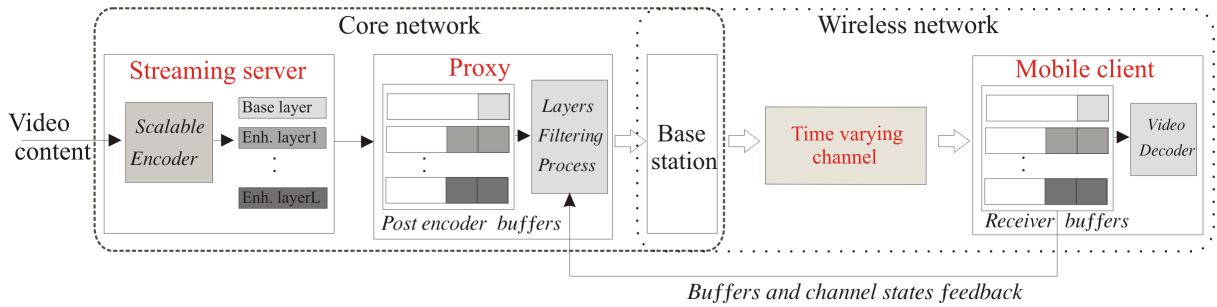 Core network
Wireless network
Streaming server
Proxy
Mobile client
Video
content
Scalable
Encoder
Base layer
Enh. layer1
Enh. layerL
Layers
Filtering
Process
Post encoder buffers
Base
station
Time varying
channel
Video
Decoder
Receiver buffers
Buffers and channel states feedback